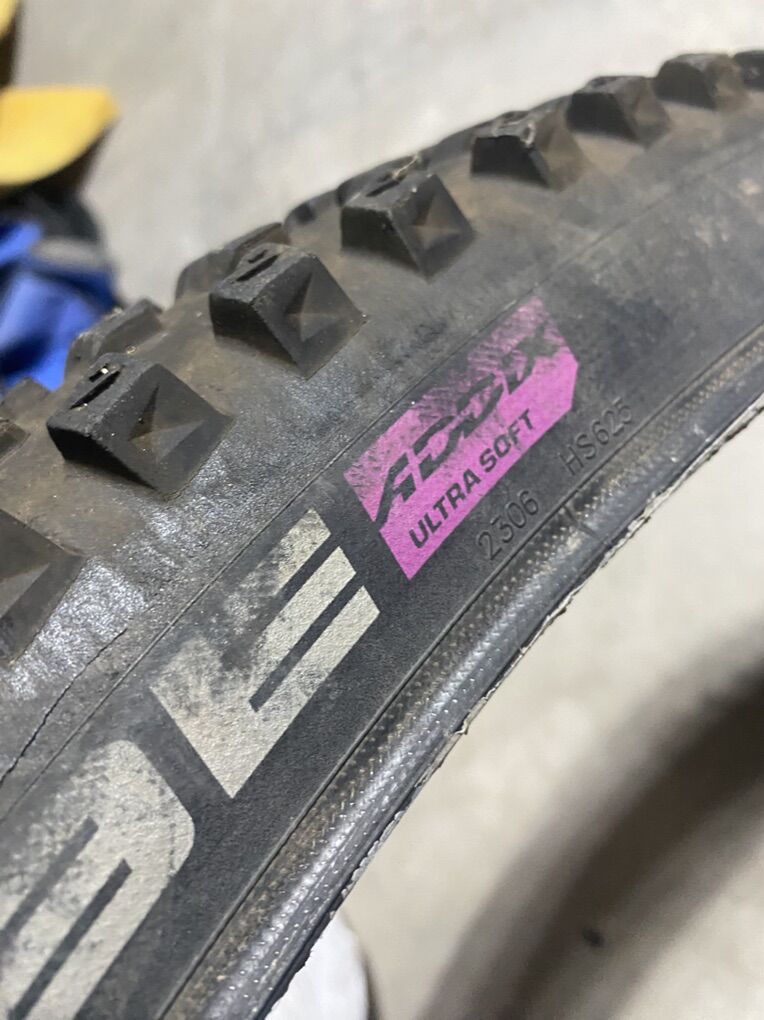 ADDIX
ULTRA SOFT
2306 HS625